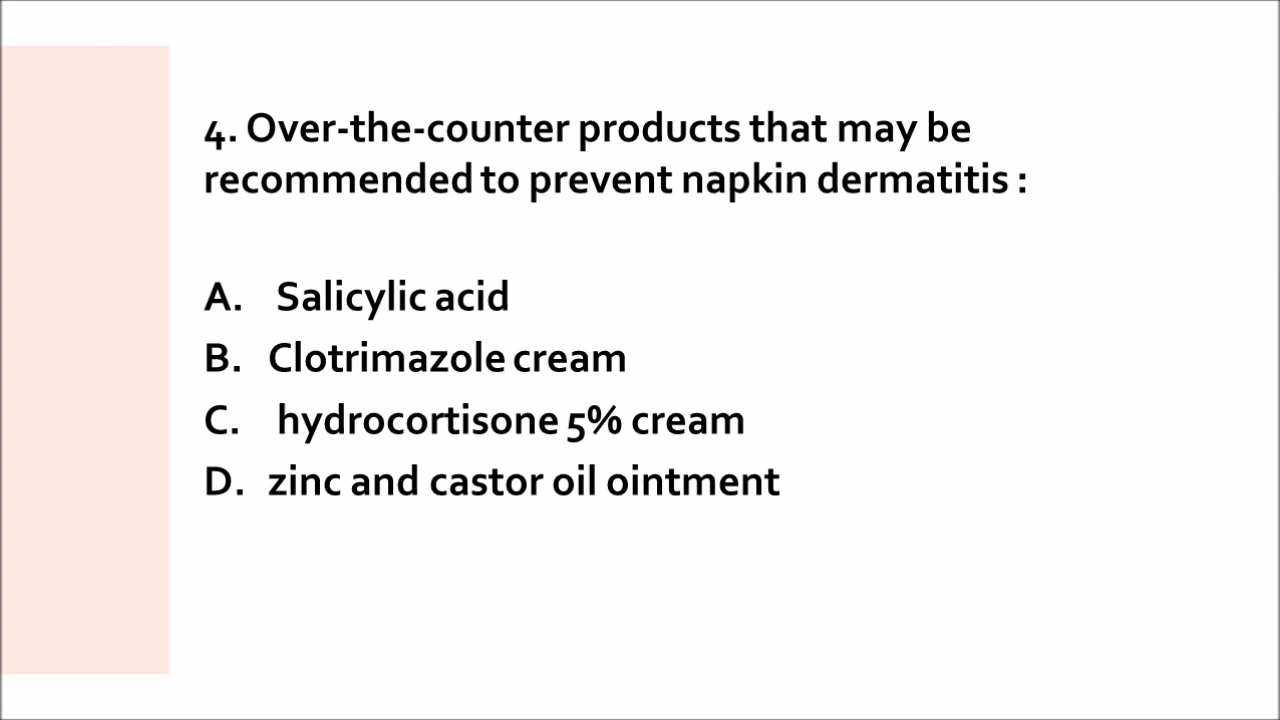 4. Over-the-counter products that may be
recommended to prevent napkin dermatitis :
A. Salicylic acid
B. Clotrimazole cream
C. hydrocortisone 5% cream
D. zinc and castor oil ointment